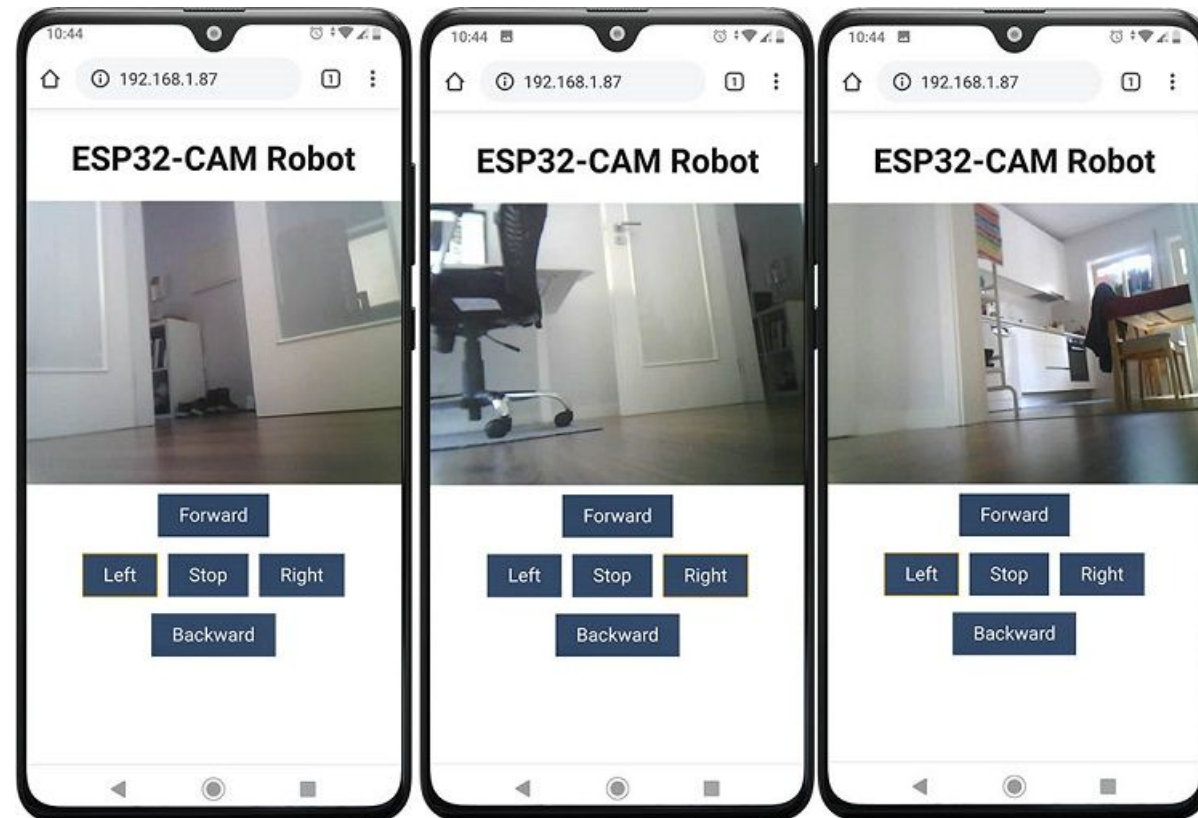 10:44
192.168.1.87
1
ESP32-CAM Robot
Forward
Left Stop Right
Backward
10:44
192.168.1.87
1
ESP32-CAM Robot
Forward
Left Stop Right
Backward
10:44
192.168.1.87
1
ESP32-CAM Robot
Forward
Left Stop Right
Backward